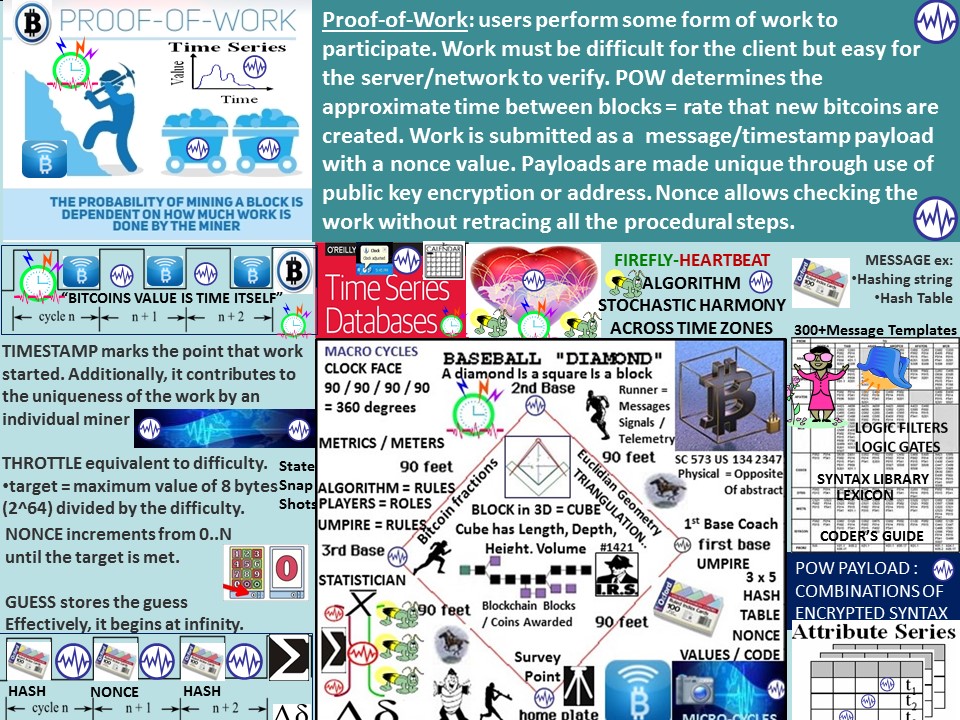 PROOF-OF-WORK
Time Series
Value
Time
THE PROBABILITY OF MINING A BLOCK IS
DEPENDENT ON HOW MUCH WORK IS
DONE BY THE MINER
Proof-of-Work: users perform some form of work to
participate. Work must be difficult for the client but easy for
the server/network to verify. POW determines the
approximate time between blocks = rate that new bitcoins are
created. Work is submitted as a message/timestamp payload
with a nonce value. Payloads are made unique through use of
public key encryption or address. Nonce allows checking the
work without retracing all the procedural steps.
"BITCOINS VALUE IS TIME ITSELF"
cycle n
n + 1
n + 2
O'REILLY
CALENDAR
Time Series
Databases
FIREFLY-HEARTBEAT
ALGORITHM
STOCHASTIC HARMONY
ACROSS TIME ZONES
MESSAGE ex:
•Hashing string
•Hash Table
300+Message Templates
TIMESTAMP marks the point that work
started. Additionally, it contributes to
the uniqueness of the work by an
individual miner
THROTTLE equivalent to difficulty.
•target = maximum value of 8 bytes
(2^64) divided by the difficulty.
NONCE increments from 0..N
until the target is met.
GUESS stores the guess
Effectively, it begins at infinity.
State
Snap
Shots
HASH
NONCE
HASH
cycle n
n + 1
n + 2
MACRO CYCLES
CLOCK FACE
90 / 90 / 90 / 90
= 360 degrees
METRICS / METERS
90 feet
ALGORITHM = RULES
PLAYERS = ROLES
UMPIRE = RULES
3rd Base
STATISTICIAN
90 feet
BASEBALL "DIAMOND"
A diamond Is a square Is a block
2nd Base
Runner =
Messages
Signals /
Telemetry
90 feet
Bitcoin fractions
Euclidian Geometry
TRIANGULATION..
BLOCK in 3D = CUBE
Cube has Length, Depth,
Height, Volume
#1421
I.R.S.
Blockchain Blocks
/ Coins Awarded
90 feet
Survey
Point
home plate
SC 573 US 134 2347
Physical = Opposite
Of abstract
1st Base Coach
first base
UMPIRE
3 x 5
HASH
TABLE
NONCE
VALUES / CODE
MICRO-CYCLES
LOGIC FILTERS
LOGIC GATES
SYNTAX LIBRARY
LEXICON
CODER'S GUIDE
POW PAYLOAD :
COMBINATIONS OF
ENCRYPTED SYNTAX
Attribute Series
t1
t2